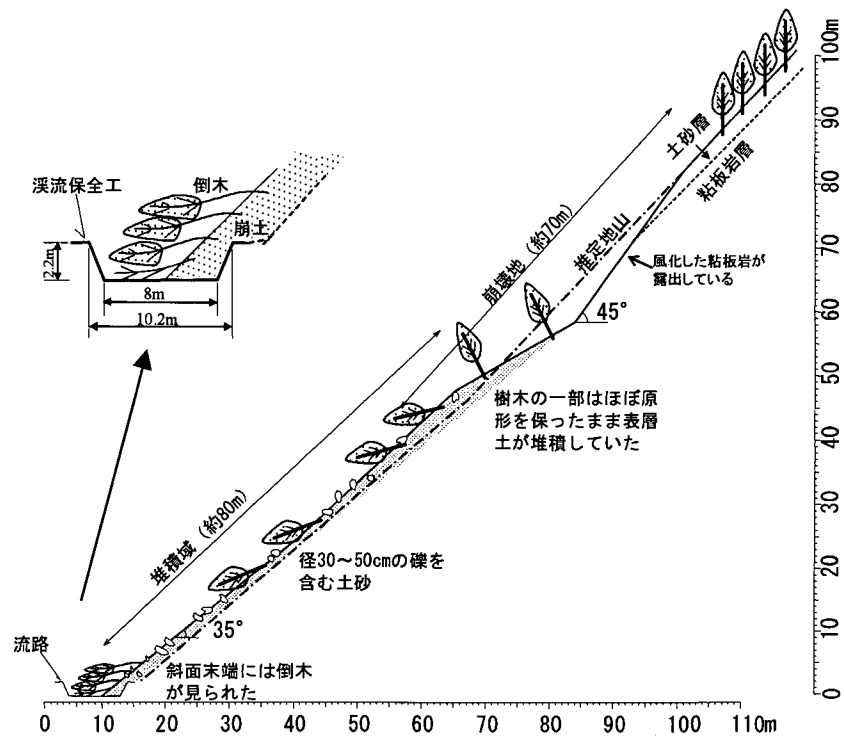 渓流保全工
倒木
崩土
2.2m
8m
10.2m
崩壊地（約70m）
推定地山
土砂層
粘板岩層
風化した粘板岩が
露出している
45°
樹木の一部はほぼ原
形を保ったまま表層
土が堆積していた
堆積域（約80m）
径30～50cmの礫を
含む土砂
35°
流路
斜面末端には倒木
が見られた
0 10 20 30 40 50 60 70 80 90 100 110m
100m
90
80
70
60
50
40
30
20
10
0